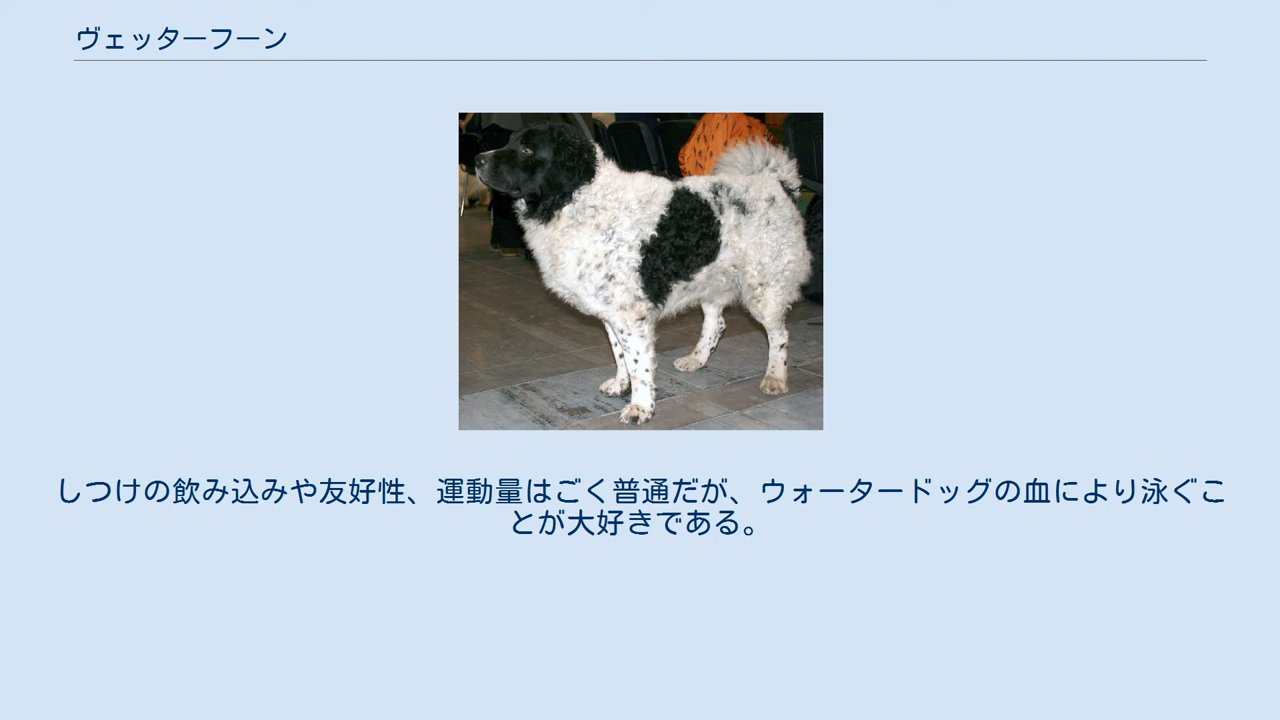 ヴェッターフーン
しつけの飲み込みや友好性、運動量はごく普通だが、ウォータードッグの血により泳ぐこ
とが大好きである。